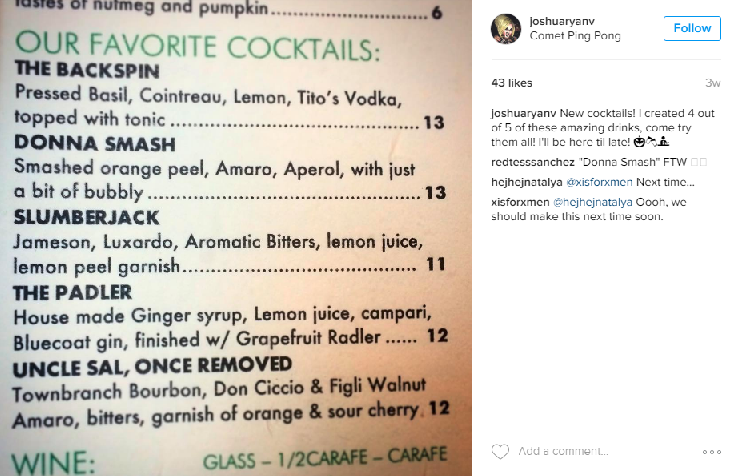 tastes of nutmeg and pumpkin.....6
OUR FAVORITE COCKTAILS:
THE BACKSPIN
Pressed Basil, Cointreau, Lemon, Tito's Vodka,
topped with tonic ..... 13
DONNA SMASH
Smashed orange peel, Amaro, Aperol, with just
a bit of bubbly ..... 13
SLUMBERJACK
Jameson, Luxardo, Aromatic Bitters, lemon juice,
lemon peel garnish..... 11
THE PADLER
House made Ginger syrup, Lemon juice, campari,
Bluecoat gin, finished w/ Grapefruit Radler ...... 12
UNCLE SAL, ONCE REMOVED
Townbranch Bourbon, Don Ciccio & Figli Walnut
Amaro, bitters, garnish of orange & sour cherry. 12
WINE: GLASS – 1/2CARAFE – CARAFE
joshuaryanv
Comet Ping Pong
Follow
43 likes 3w
joshuaryanv New cocktails! I created 4 out
of 5 of these amazing drinks, come try
them all! I'll be here til late!
redtesssanchez "Donna Smash" FTW
hejhejnatalya @xisforxmen Next time...
xisforxmen @hejhejnatalya Oooh, we
should make this next time soon.
Add a comment...